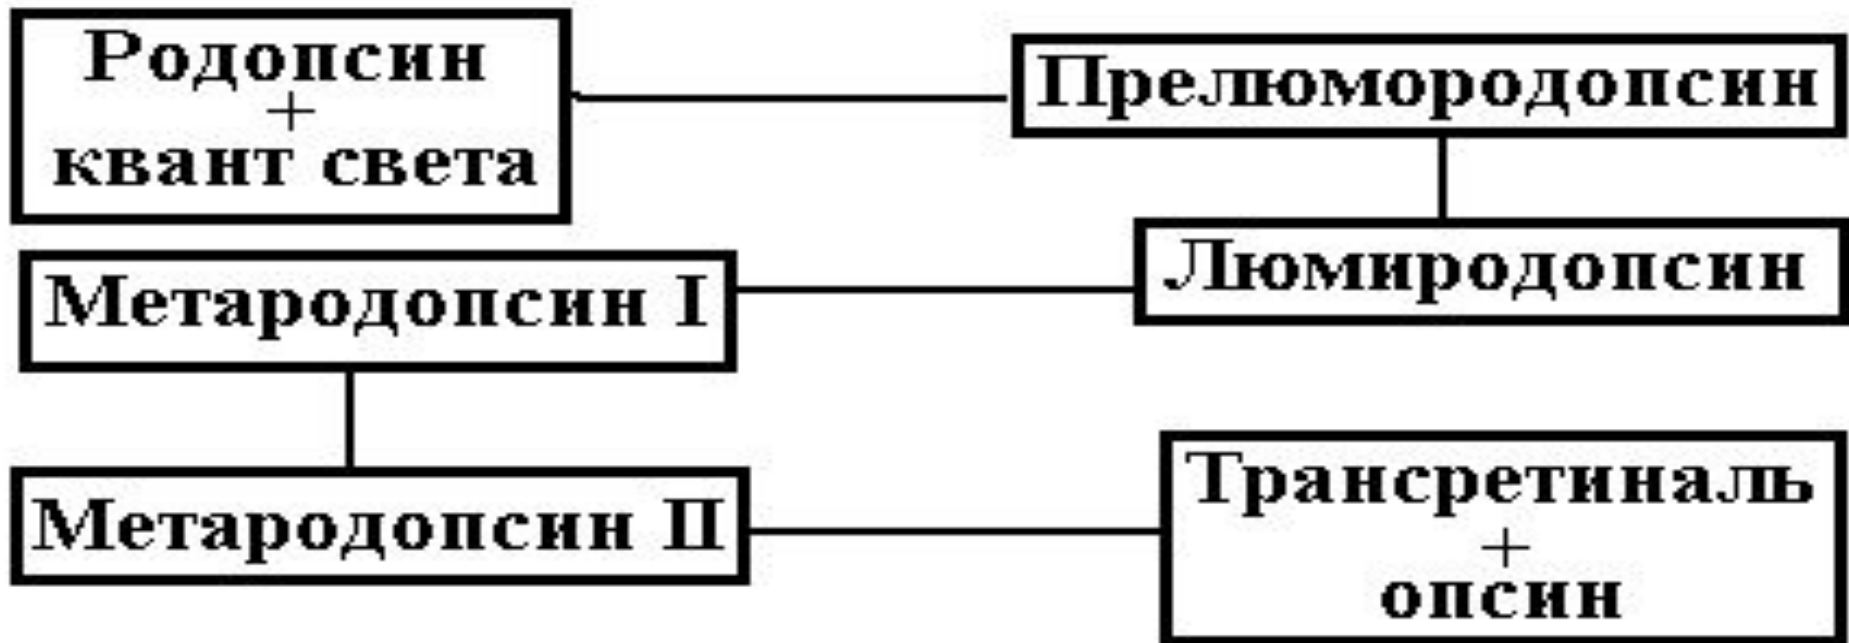 Родопсин
+
квант света
Прелюмородопсин
Люмиродопсин
Метародопсин I
Метародопсин II
Трансретиналь
+
опсин